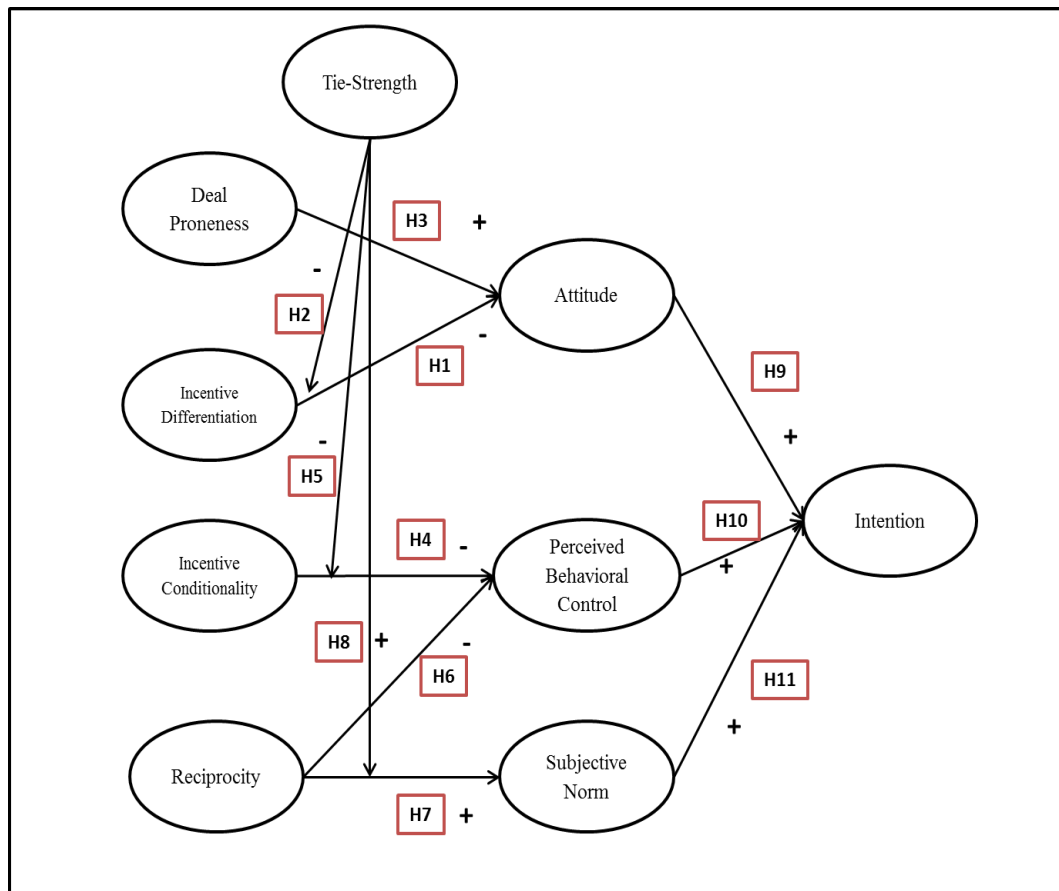 Tie-Strength
Deal
Proneness
H3
+
-
H2
Attitude
-
H1
Incentive
Differentiation
H9
+
-
H5
H10
Intention
H4
-
Perceived
Behavioral
Control
+
Incentive
Conditionality
H8
+
-
H6
H11
+
Reciprocity
Subjective
Norm
H7
+